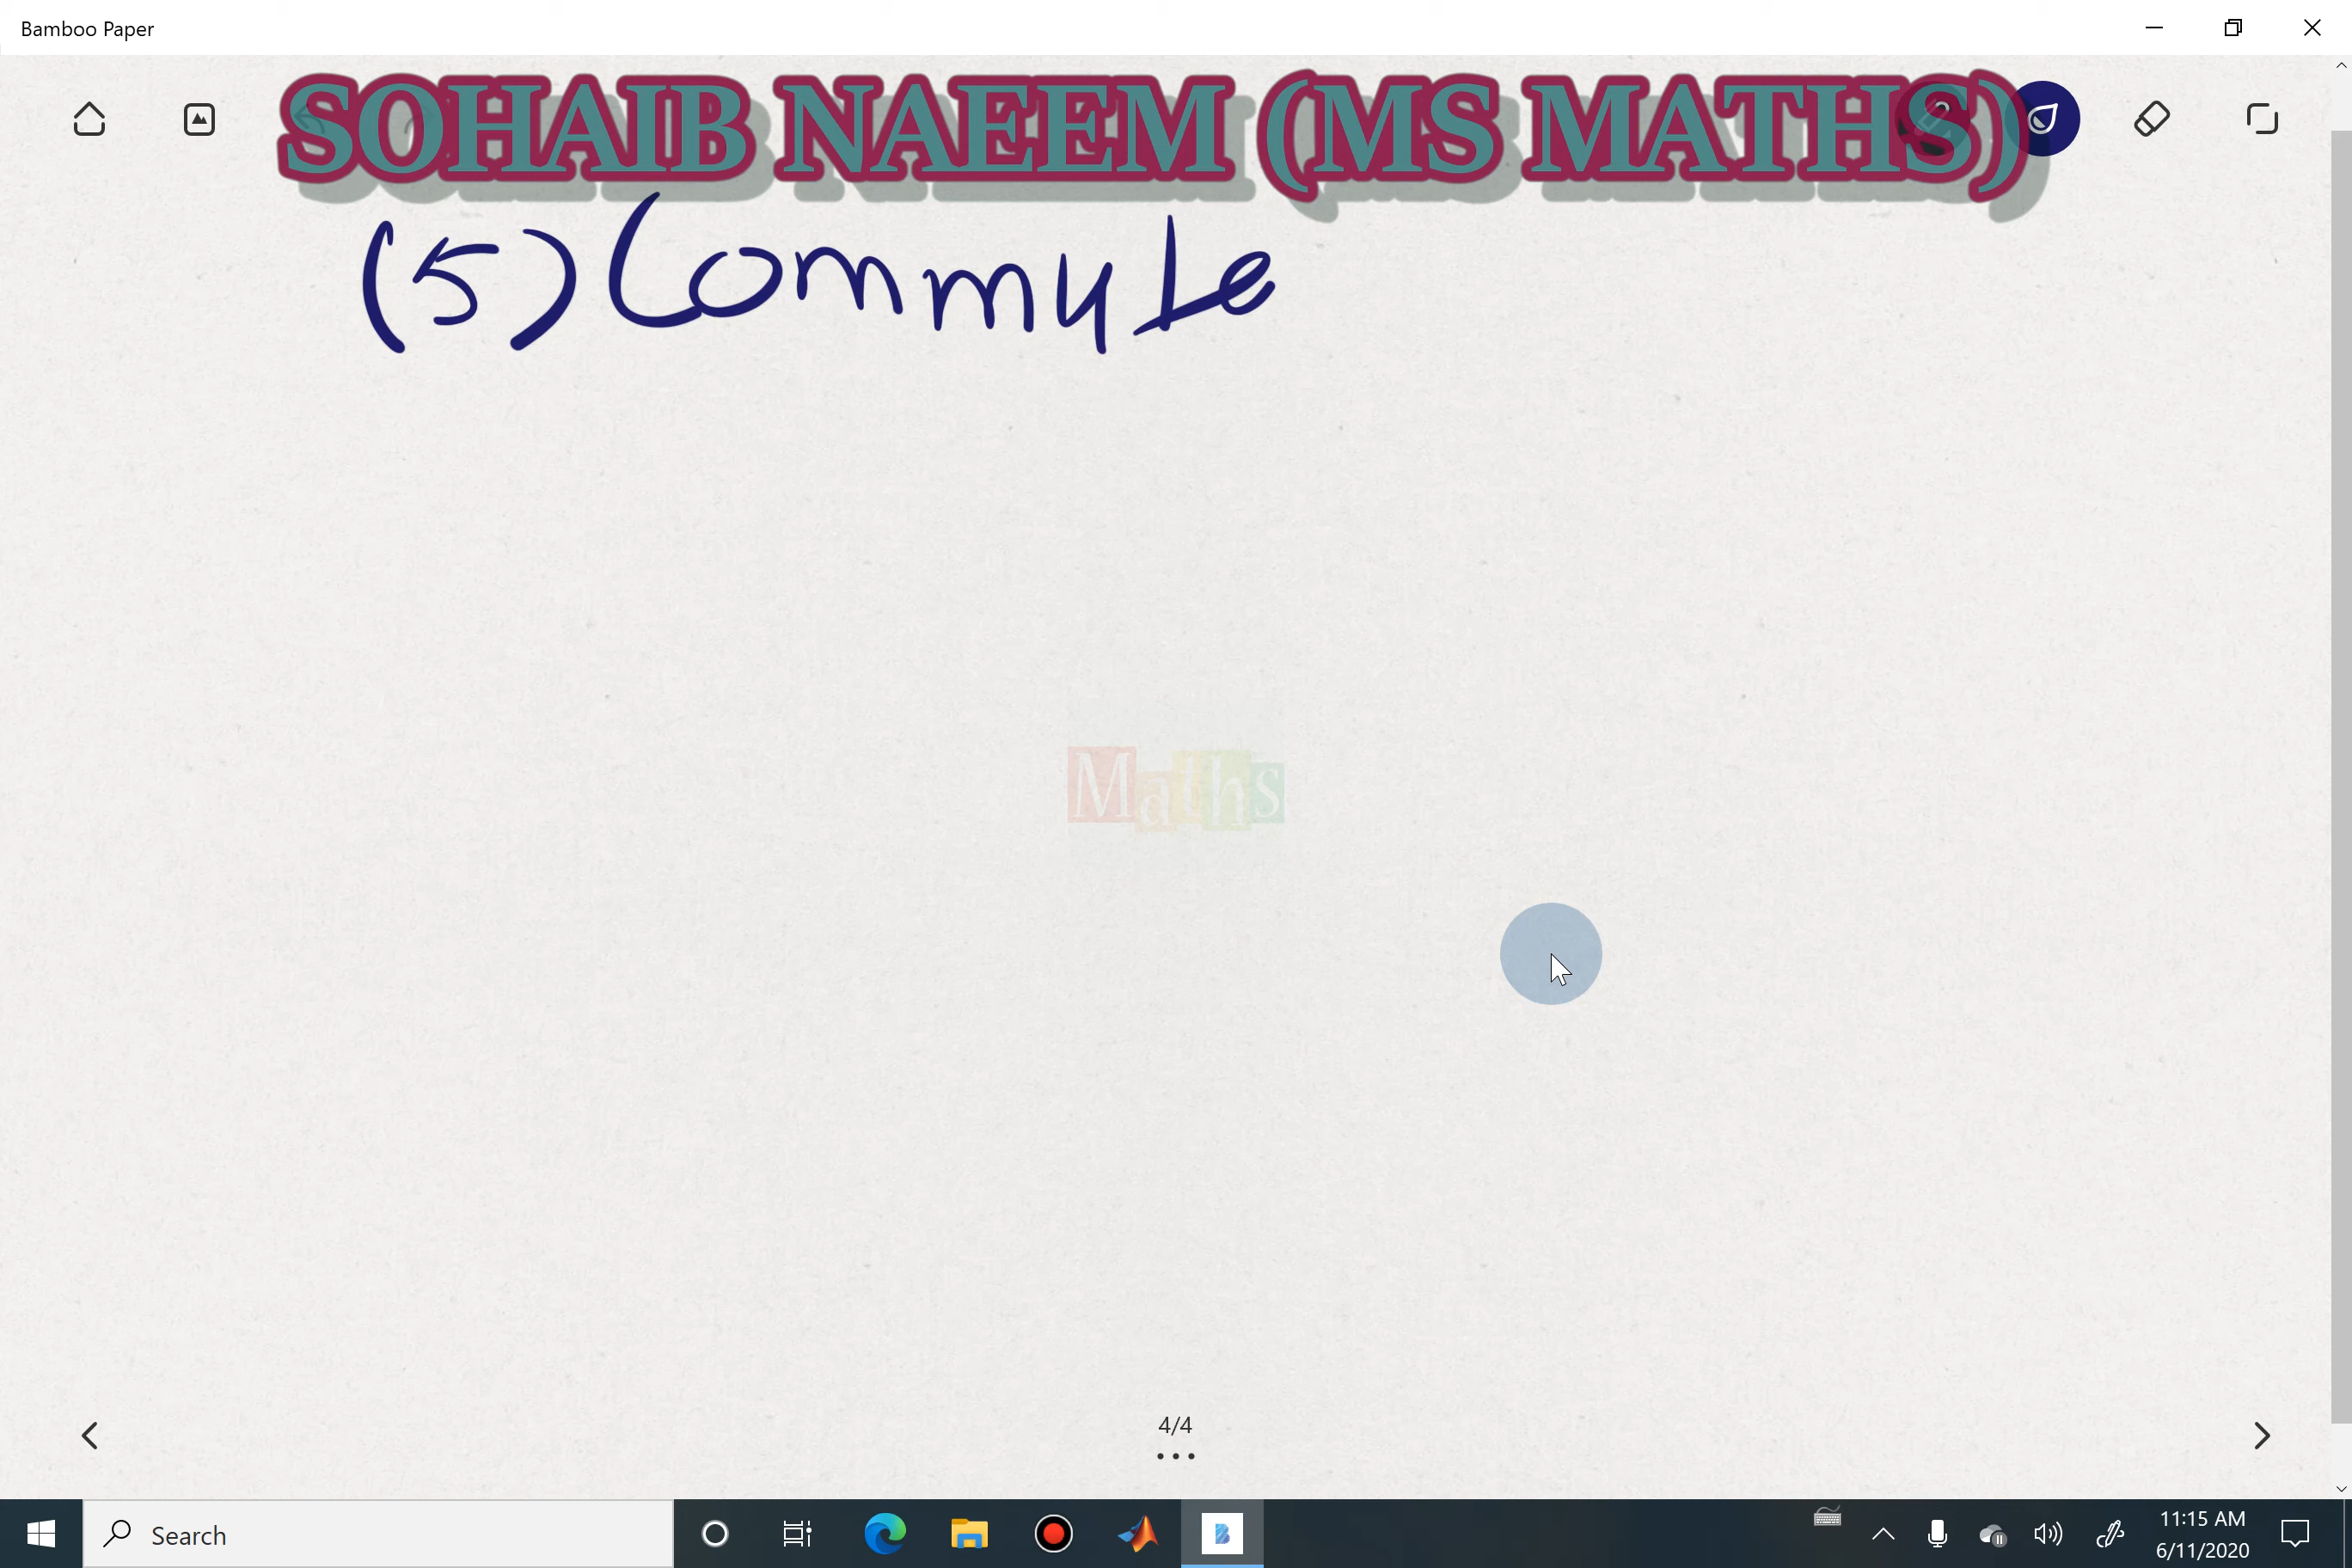 Bamboo Paper
SOHAIB NAEEM (MS MATHS)
(5) Commute
Maths
4/4
Search
11:15 AM
6/11/2020